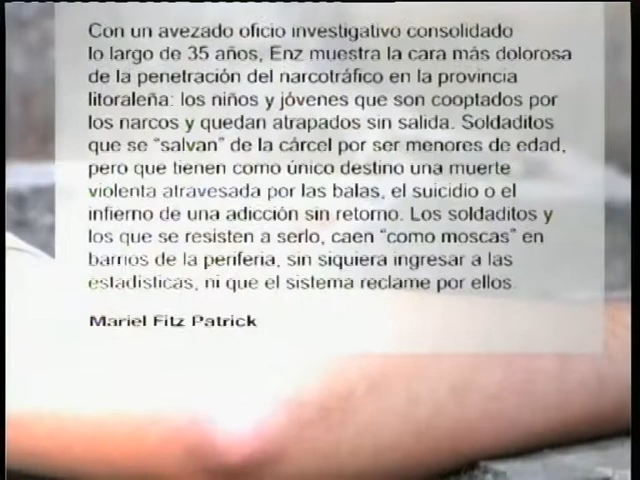 Con un avezado oficio investigativo consolidado
lo largo de 35 años, Enz muestra la cara más dolorosa
de la penetración del narcotráfico en la provincia
litoraleña: los niños y jóvenes que son cooptados por
los narcos y quedan atrapados sin salida. Soldaditos
que se "salvan" de la cárcel por ser menores de edad,
pero que tienen como único destino una muerte
violenta atravesada por las balas, el suicidio o el
infierno de una adicción sin retorno. Los soldaditos y
los que se resisten a serlo, caen "como moscas" en
barrios de la periferia, sin siquiera ingresar a las
estadísticas, ni que el sistema reclame por ellos.
Mariel Fitz Patrick